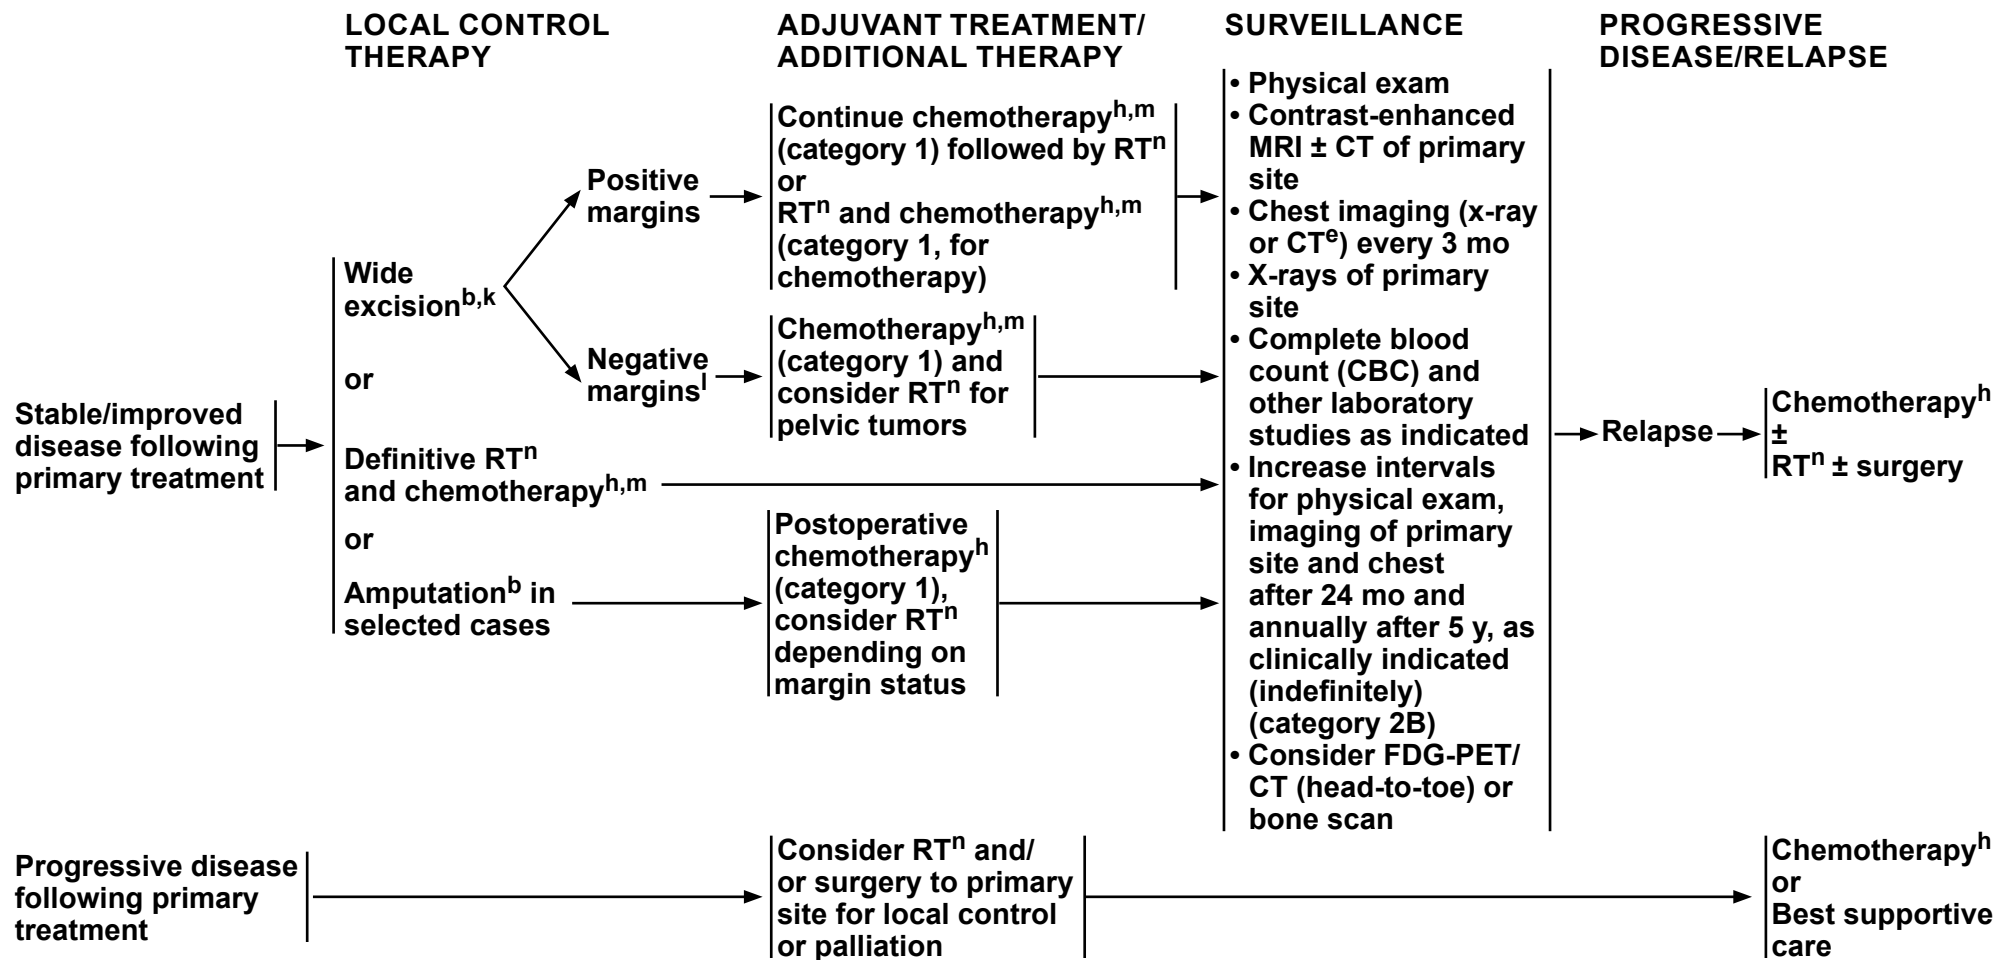 LOCAL CONTROL
THERAPY
ADJUVANT TREATMENT/
ADDITIONAL THERAPY
SURVEILLANCE
PROGRESSIVE
DISEASE/RELAPSE
Stable/improved
disease following
primary treatment
Wide
excisionb,k
or
Definitive RTn
and chemotherapyh,m
or
Amputationb in
selected cases
Positive
margins
Negative
marginsl
Continue chemotherapyh,m
(category 1) followed by RTn
or
RTn and chemotherapyh,m
(category 1, for
chemotherapy)
Chemotherapyh,m
(category 1) and
consider RTn for
pelvic tumors
Postoperative
chemotherapyh
(category 1),
consider RTn
depending on
margin status
• Physical exam
• Contrast-enhanced
MRI ± CT of primary
site
• Chest imaging (x-ray
or CTe) every 3 mo
• X-rays of primary
site
• Complete blood
count (CBC) and
other laboratory
studies as indicated
• Increase intervals
for physical exam,
imaging of primary
site and chest
after 24 mo and
annually after 5 y, as
clinically indicated
(indefinitely)
(category 2B)
• Consider FDG-PET/
CT (head-to-toe) or
bone scan
Relapse
Chemotherapyh
±
RTn ± surgery
Progressive disease
following primary
treatment
Consider RTn and/
or surgery to primary
site for local control
or palliation
Chemotherapyh
or
Best supportive
care